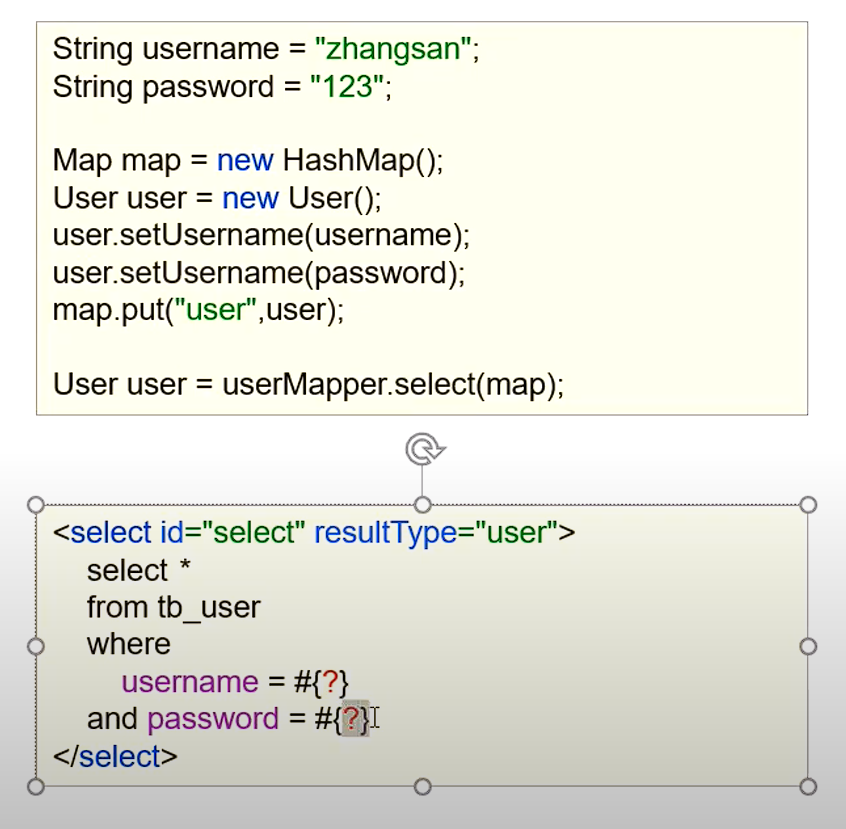 String username = "zhangsan";
String password = "123";
Map map = new HashMap();
User user = new User();
user.setUsername(username);
user.setUsername(password);
map.put("user",user);
User user = userMapper.select(map);
<select id="select" resultType="user">
select *
from tb_user
where
username = #{?}
and password = #{?}
</select>